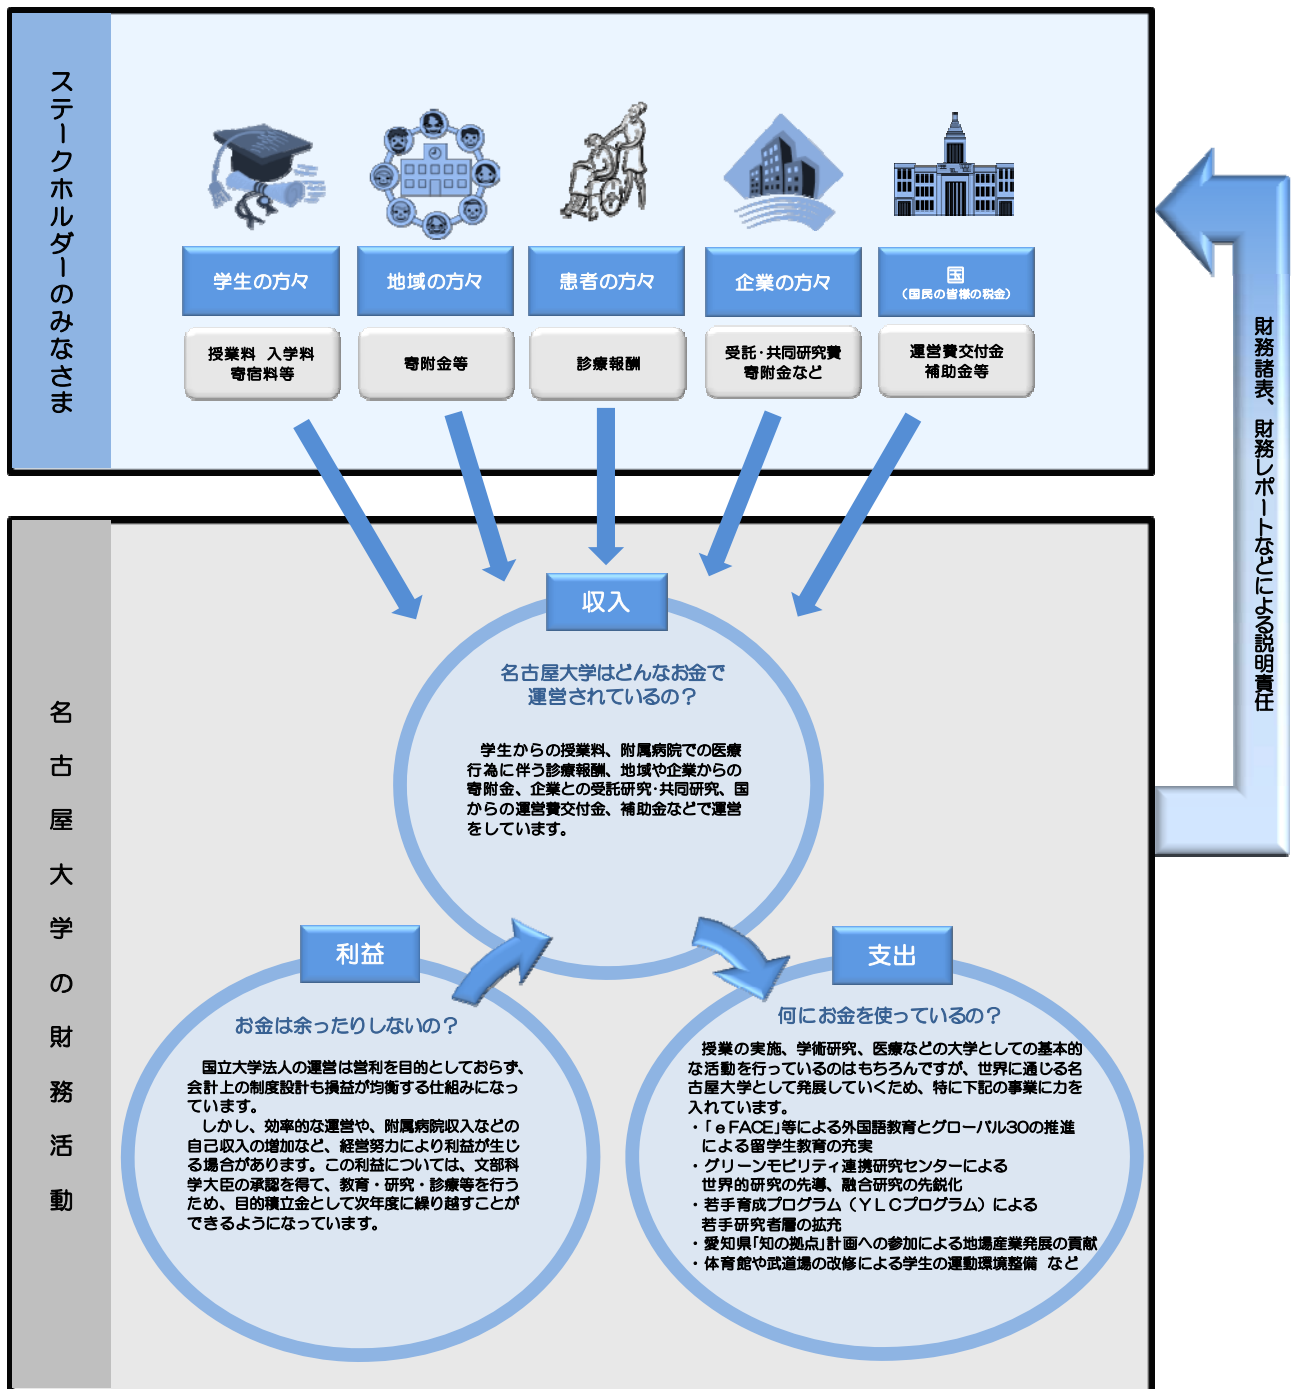 ステークホルダーのみなさま
学生の方々
地域の方々
患者の方々
企業の方々
国
（国民の皆様の税金）
授業料 入学料
寄宿料等
寄附金等
診療報酬
受託・共同研究費
寄附金など
運営費交付金
補助金等
財務諸表、財務レポートなどによる説明責任
名古屋大学の財務活動
収入
名古屋大学はどんなお金で
運営されているの？
学生からの授業料、附属病院での医療
行為に伴う診療報酬、地域や企業からの
寄附金、企業との受託研究・共同研究、国
からの運営費交付金、補助金などで運営
をしています。
利益
お金は余ったりしないの？
国立大学法人の運営は営利を目的としておらず、
会計上の制度設計も損益が均衡する仕組みになっ
ています。
しかし、効率的な運営や、附属病院収入などの
自己収入の増加など、経営努力により利益が生じ
る場合があります。この利益については、文部科
学大臣の承認を得て、教育・研究・診療等を行う
ため、目的積立金として次年度に繰り越すことが
できるようになっています。
支出
何にお金を使っているの？
授業の実施、学術研究、医療などの大学としての基本的
な活動を行っているのはもちろんですが、世界に通じる名
古屋大学として発展していくため、特に下記の事業に力を
入れています。
・「ｅFACE」等による外国語教育とグローバル30の推進
による留学生教育の充実
・グリーンモビリティ連携研究センターによる
世界的研究の先導、融合研究の先鋭化
・若手育成プログラム（ＹＬＣプログラム）による
若手研究者層の拡充
・愛知県「知の拠点」計画への参加による地場産業発展の貢献
・体育館や武道場の改修による学生の運動環境整備 など